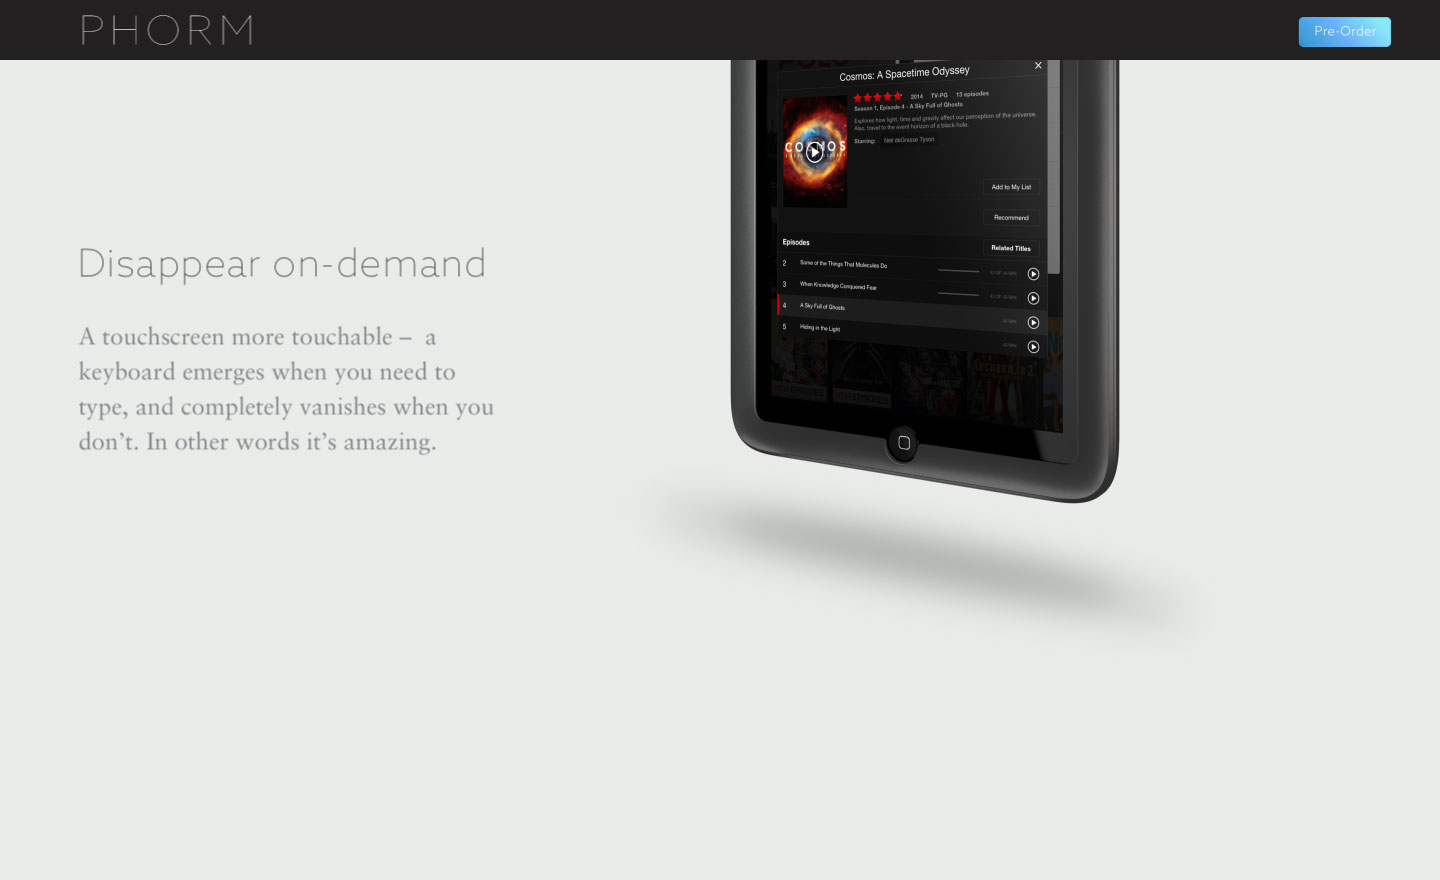 PHORM
Pre-Order
Disappear on-demand
A touchscreen more touchable – a
keyboard emerges when you need to
type, and completely vanishes when you
don’t. In other words it’s amazing.
Cosmos: A Spacetime Odyssey
2014 TV-PG 13 episodes
Season 1, Episode 4 - A Sky Full of Ghosts
Explores how light, time and gravity affect our perception of the universe.
Also, travel to the event horizon of a black hole.
Starring: Neil deGrasse Tyson
COSMOS
Add to My List
Recommend
Episodes
Related Titles
2 Some of the Things That Molecules Do
3 When Knowledge Conquered Fear
4 A Sky Full of Ghosts
5 Hiding in the Light
NEW EPISODES
NEW EPISODES